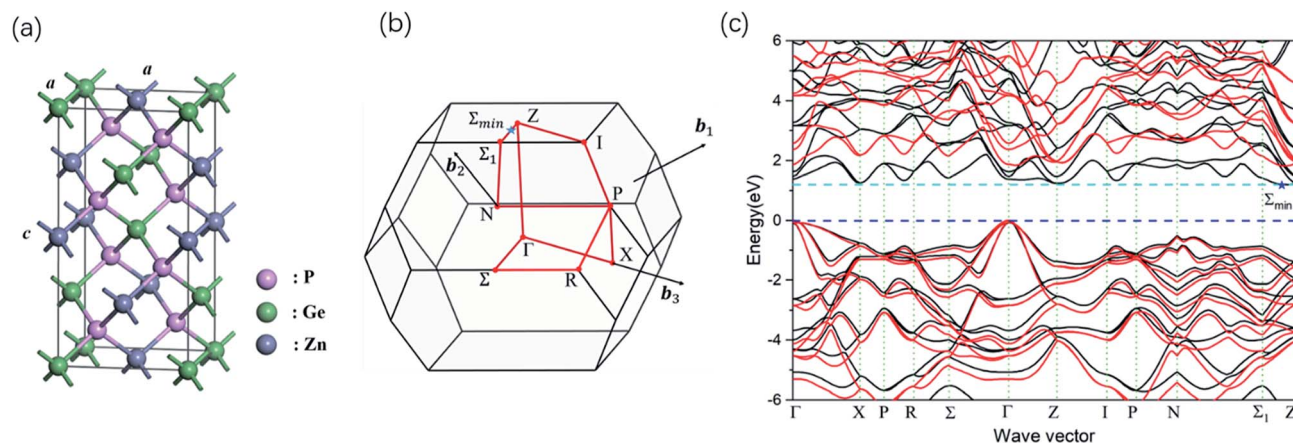 (a)
a
a
c
: P
: Ge
: Zn
(b)
Σmin
Z
Σ₁
I
b₁
b₂
N
P
Γ
X
Σ
R
b₃
(c)
Energy(eV)
6
4
2
0
-2
-4
-6
Σmin
Γ X P R Σ Γ Z I P N Σ₁ Z
Wave vector